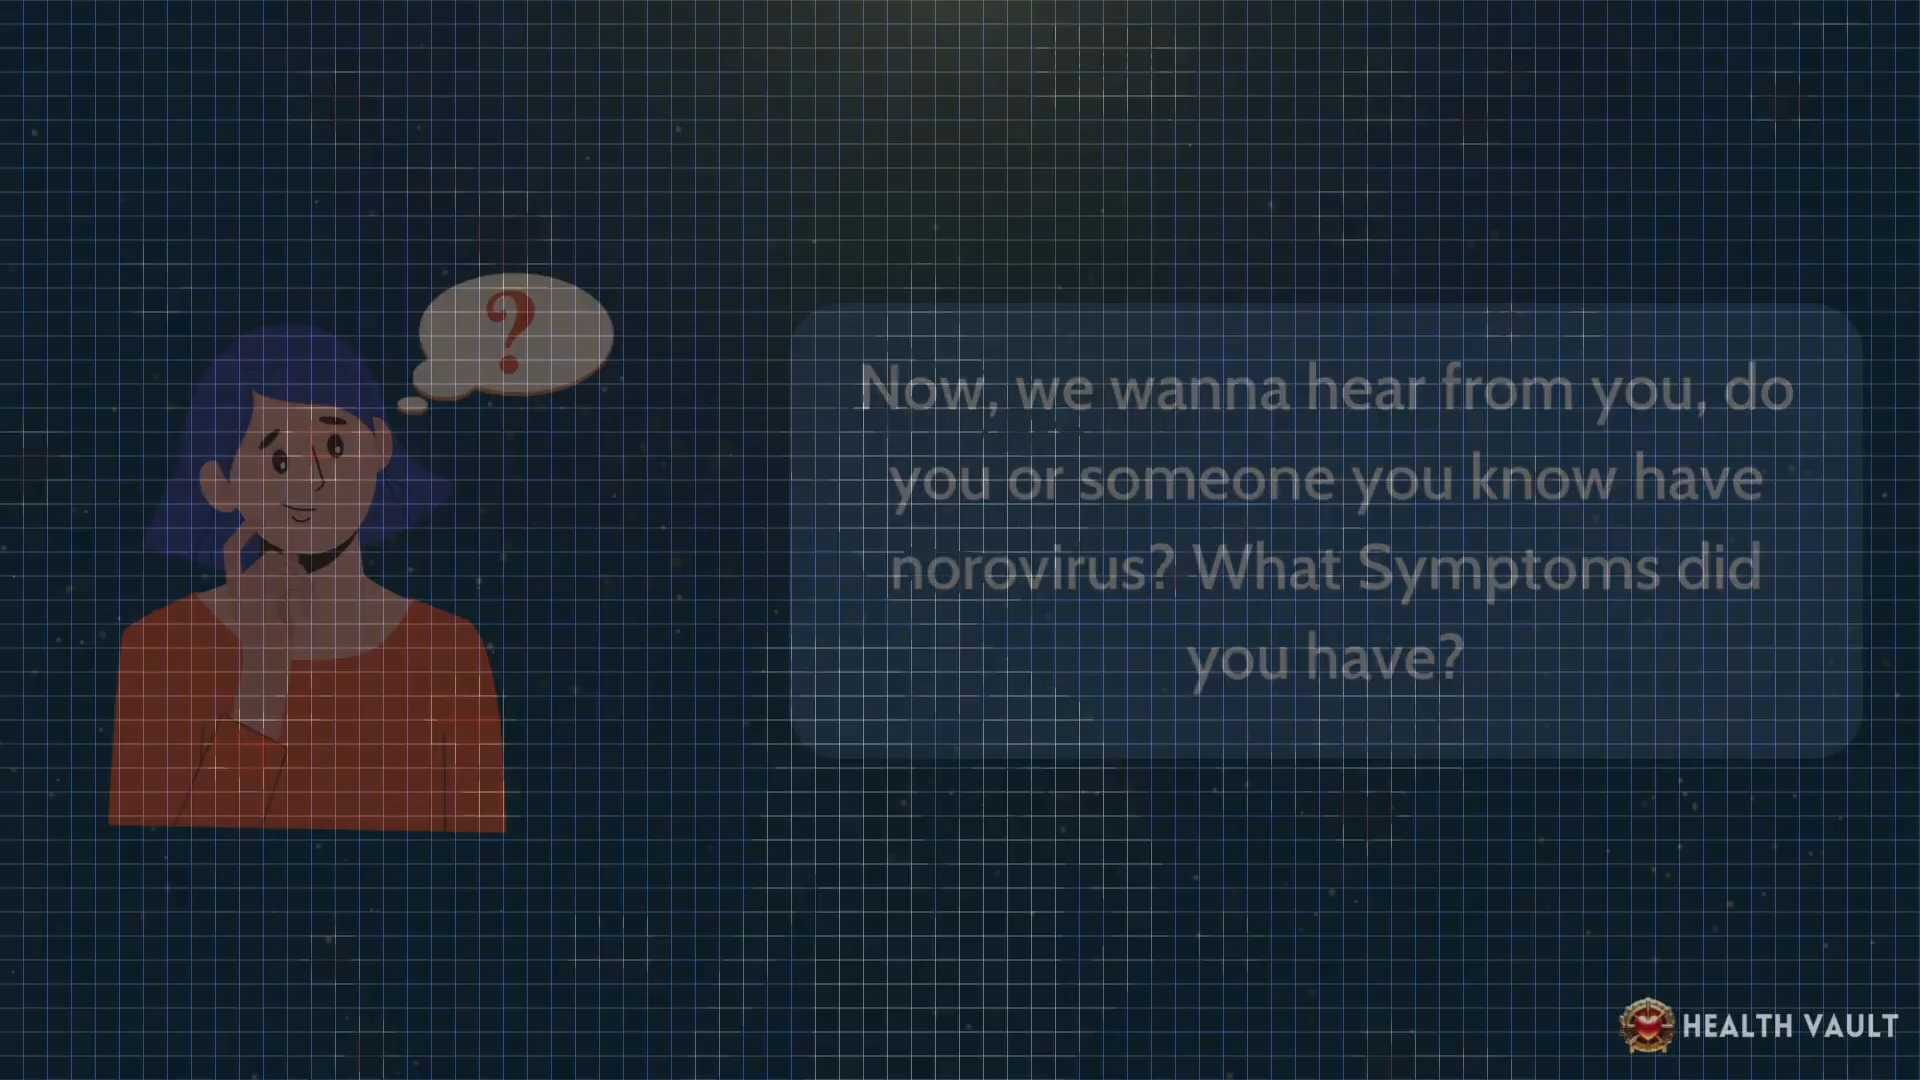 ?
Now, we wanna hear from you, do
you or someone you know have
norovirus? What Symptoms did
you have?
HEALTH VAULT